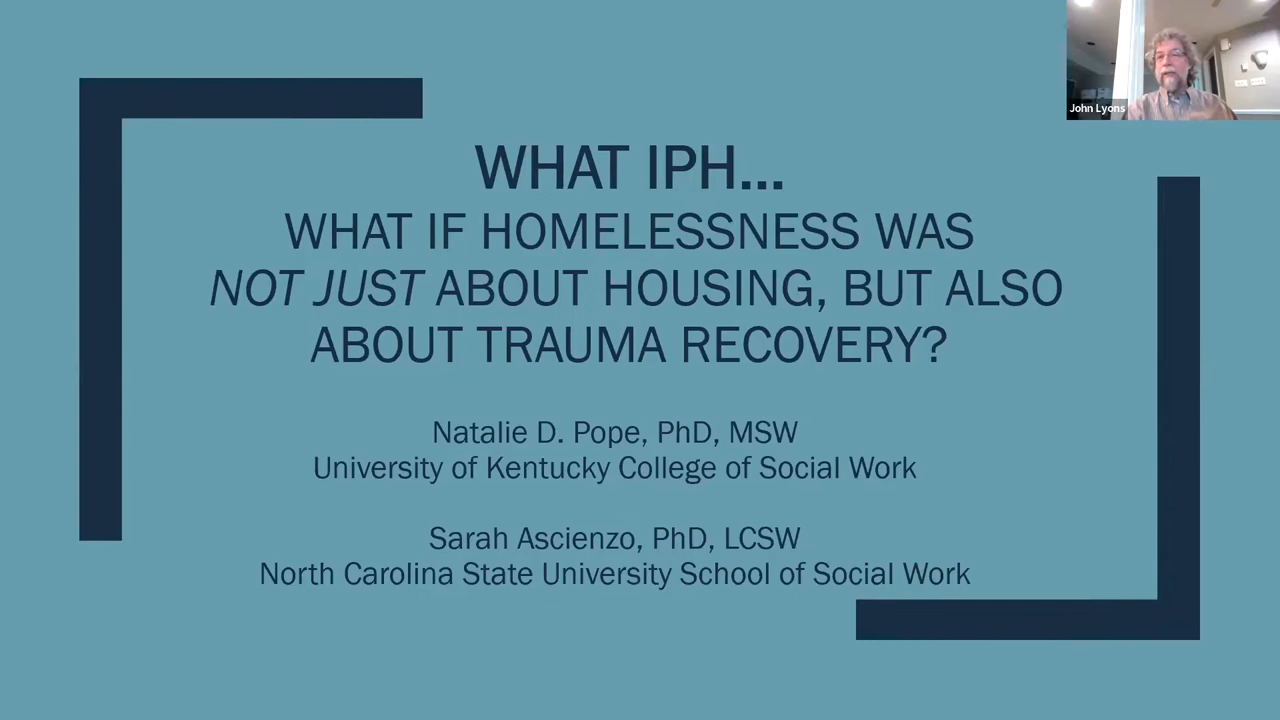 John Lyons
WHAT IPH...
WHAT IF HOMELESSNESS WAS
NOT JUST ABOUT HOUSING, BUT ALSO
ABOUT TRAUMA RECOVERY?
Natalie D. Pope, PhD, MSW
University of Kentucky College of Social Work
Sarah Ascienzo, PhD, LCSW
North Carolina State University School of Social Work